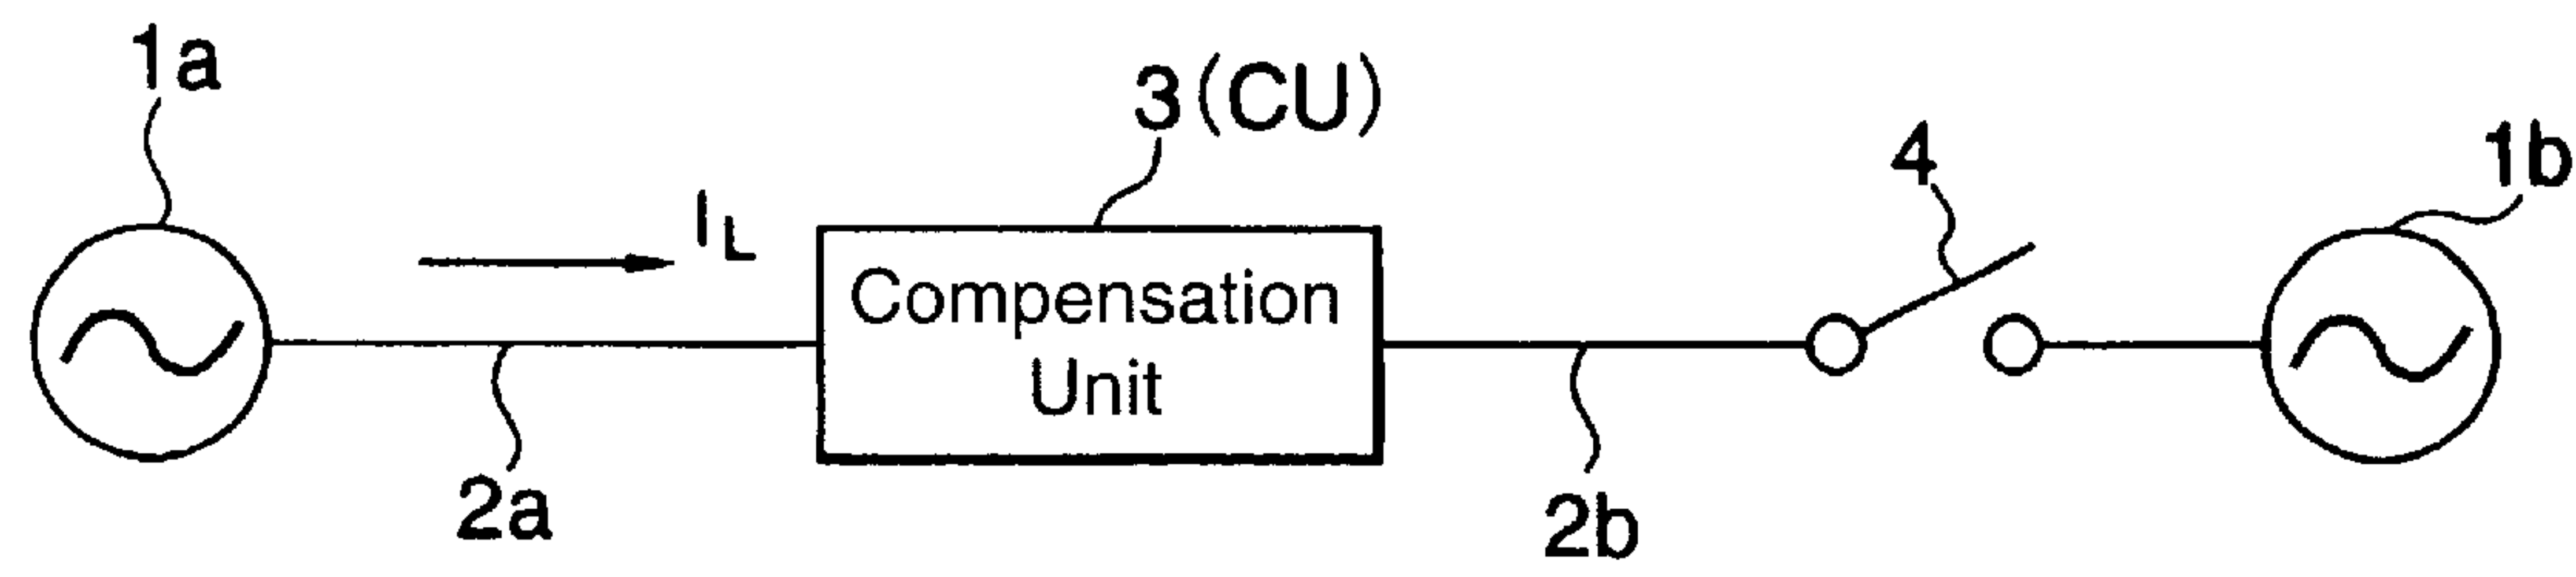 1a
3(CU)
4
1b
IL
Compensation
Unit
2a
2b